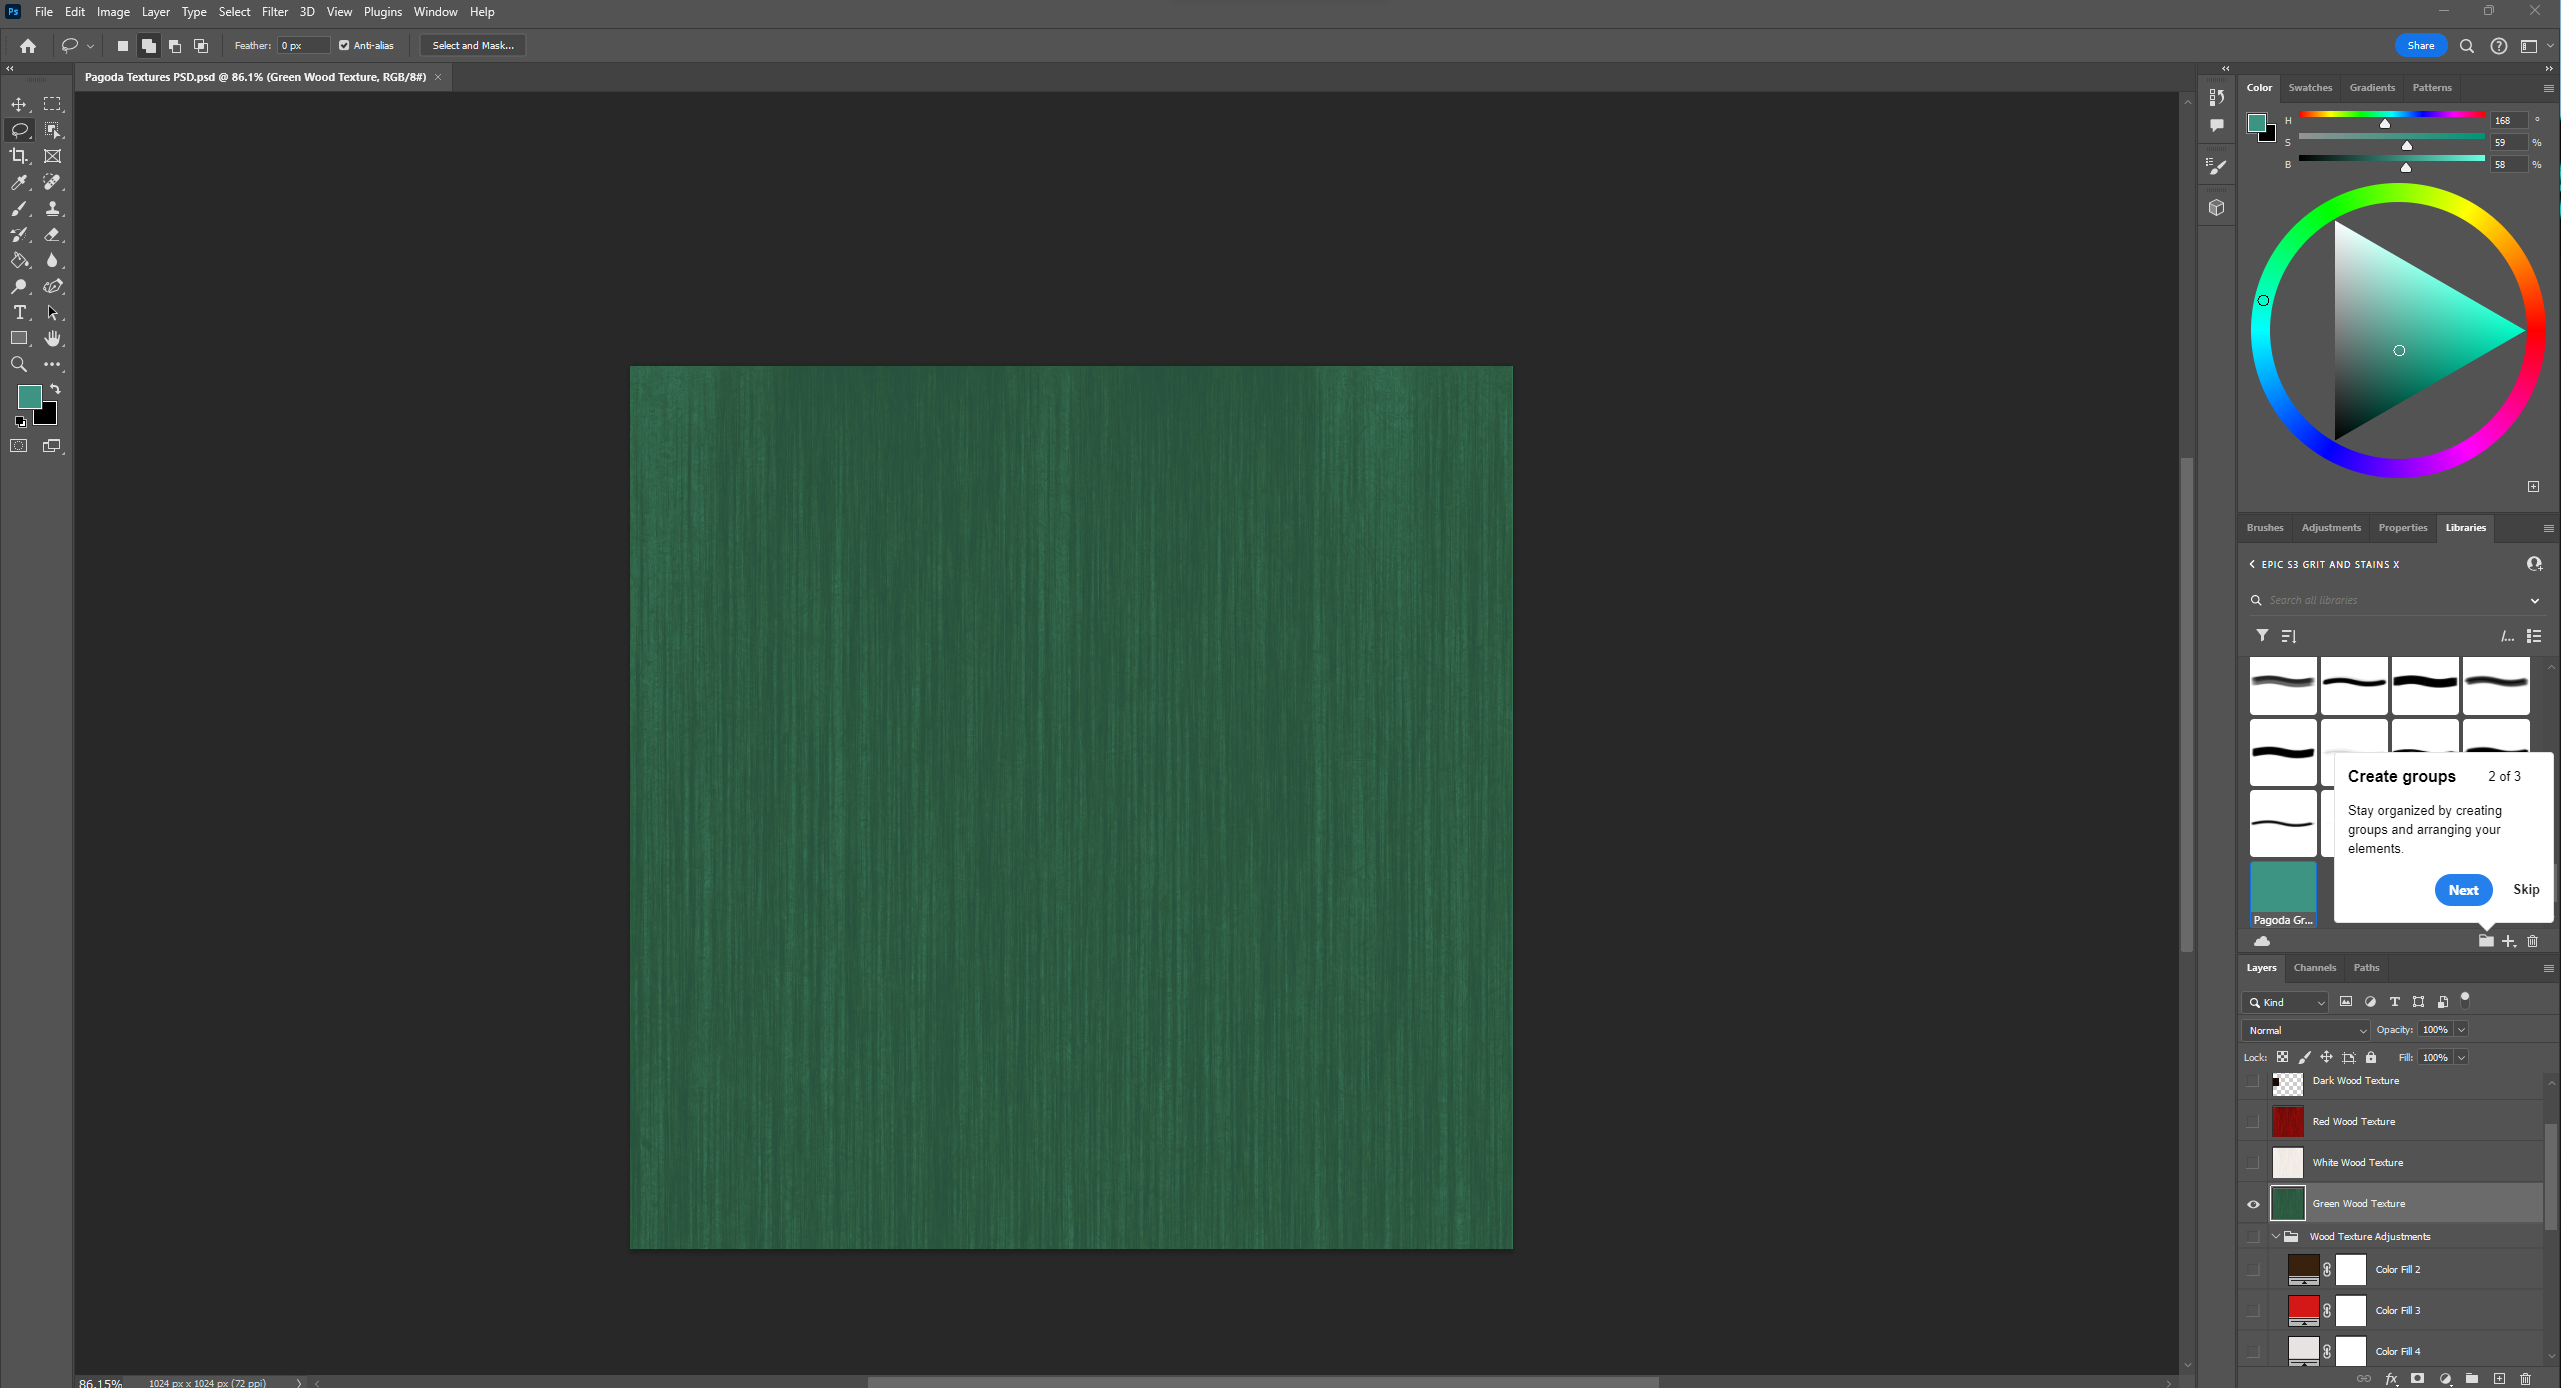 Ps File Edit Image Layer Type Select Filter 3D View Plugins Window Help
Feather: 0 px Anti-alias Select and Mask... Share
Pagoda Textures PSD.psd @ 86.1% (Green Wood Texture, RGB/8#) ×
Color Swatches Gradients Patterns
H 168 °
S 59 %
B 58 %
Brushes Adjustments Properties Libraries
EPIC S3 GRIT AND STAINS X
Search all libraries
/...
Create groups 2 of 3
Stay organized by creating
groups and arranging your
elements.
Next Skip
Pagoda Gr...
Layers Channels Paths
Kind
Normal Opacity: 100%
Lock: Fill: 100%
Dark Wood Texture
Red Wood Texture
White Wood Texture
Green Wood Texture
Wood Texture Adjustments
Color Fill 2
Color Fill 3
Color Fill 4
fx
86.15% 1024 px x 1024 px (72 ppi)